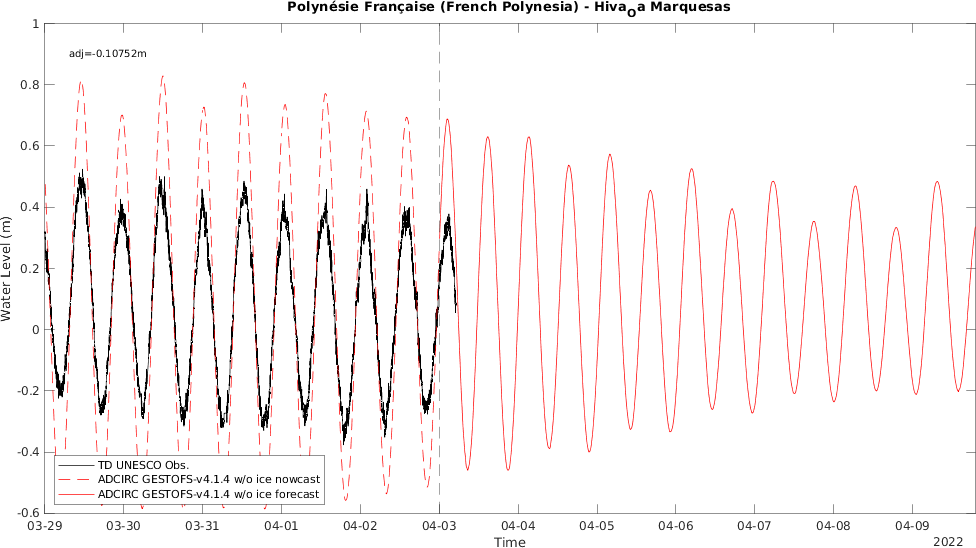 Polynésie Française (French Polynesia) - Hiva_Oa Marquesas
adj=-0.10752m
Water Level (m)
1
0.8
0.6
0.4
0.2
0
-0.2
-0.4
-0.6
TD UNESCO Obs.
ADCIRC GESTOFS-v4.1.4 w/o ice nowcast
ADCIRC GESTOFS-v4.1.4 w/o ice forecast
03-29 03-30 03-31 04-01 04-02 04-03 04-04 04-05 04-06 04-07 04-08 04-09
Time
2022